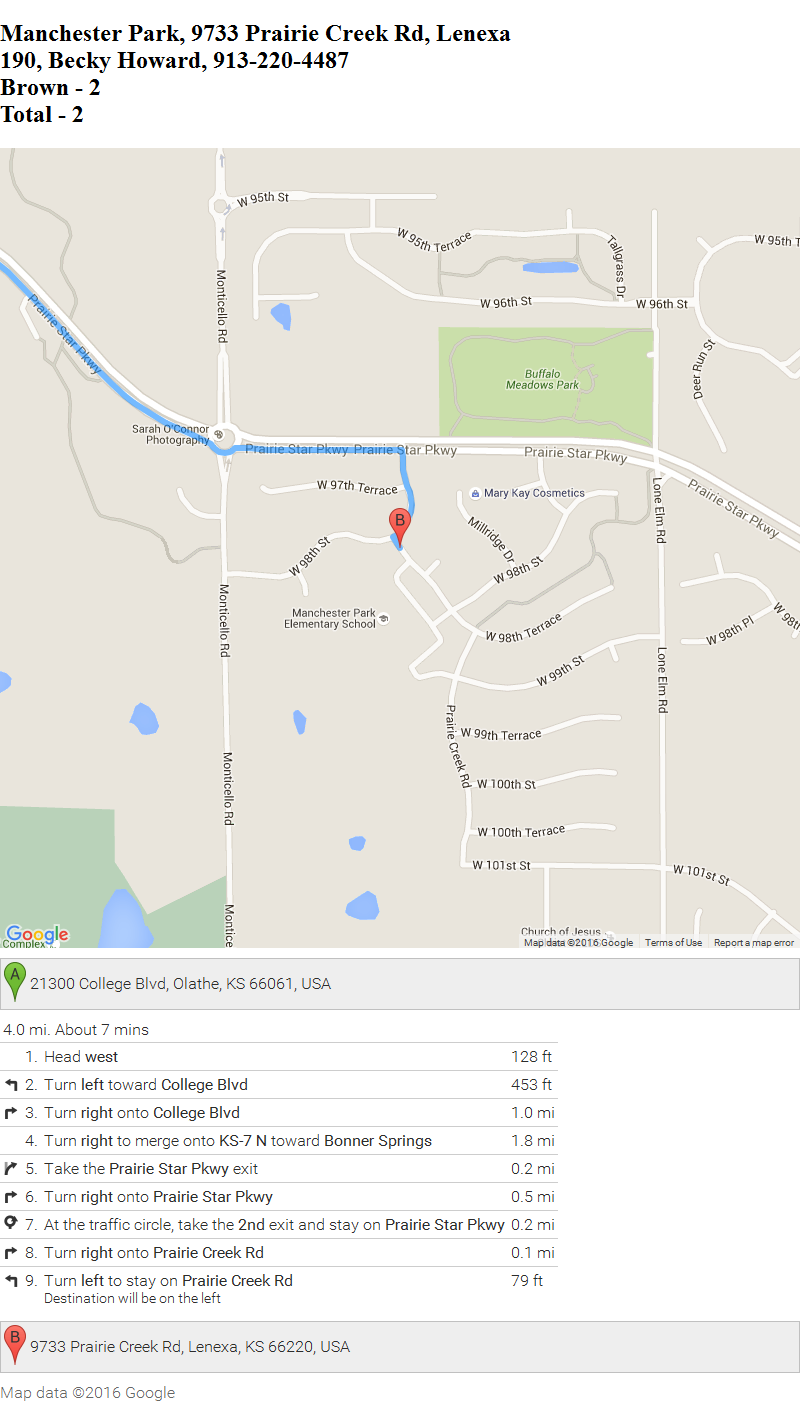 Manchester Park, 9733 Prairie Creek Rd, Lenexa
190, Becky Howard, 913-220-4487
Brown - 2
Total - 2
W 95th St
W 95th Terrace
Tallgrass Dr
W 95th T
Monticello Rd
Prairie Star Pkwy
W 96th St
W 96th St
Deer Run St
Buffalo
Meadows Park
Sarah O'Connor
Photography
Prairie Star Pkwy
Prairie Star Pkwy
Prairie Star Pkwy
Prairie Star Pkwy
W 97th Terrace
Mary Kay Cosmetics
Lone Elm Rd
B
Millridge Dr
W 98th St
W 98th St
Monticello Rd
Manchester Park
Elementary School
W 98th Terrace
W 98th Pl
W 98th
W 99th St
Lone Elm Rd
Prairie Creek Rd
W 99th Terrace
Monticello Rd
W 100th St
W 100th Terrace
W 101st St
W 101st St
Monticello
Church of Jesus
Google
Complex
Map data ©2016 Google
Terms of Use
Report a map error
A
21300 College Blvd, Olathe, KS 66061, USA
4.0 mi. About 7 mins
1. Head west 128 ft
2. Turn left toward College Blvd 453 ft
3. Turn right onto College Blvd 1.0 mi
4. Turn right to merge onto KS-7 N toward Bonner Springs 1.8 mi
5. Take the Prairie Star Pkwy exit 0.2 mi
6. Turn right onto Prairie Star Pkwy 0.5 mi
7. At the traffic circle, take the 2nd exit and stay on Prairie Star Pkwy 0.2 mi
8. Turn right onto Prairie Creek Rd 0.1 mi
9. Turn left to stay on Prairie Creek Rd 79 ft
Destination will be on the left
B
9733 Prairie Creek Rd, Lenexa, KS 66220, USA
Map data ©2016 Google